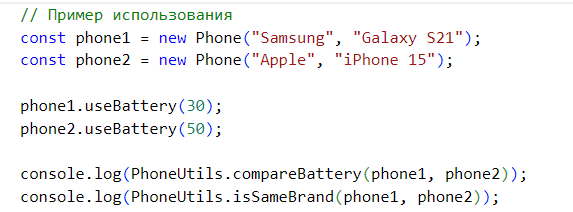 // Пример использования
const phone1 = new Phone("Samsung", "Galaxy S21");
const phone2 = new Phone("Apple", "iPhone 15");
phone1.useBattery(30);
phone2.useBattery(50);
console.log(PhoneUtils.compareBattery(phone1, phone2));
console.log(PhoneUtils.isSameBrand(phone1, phone2));